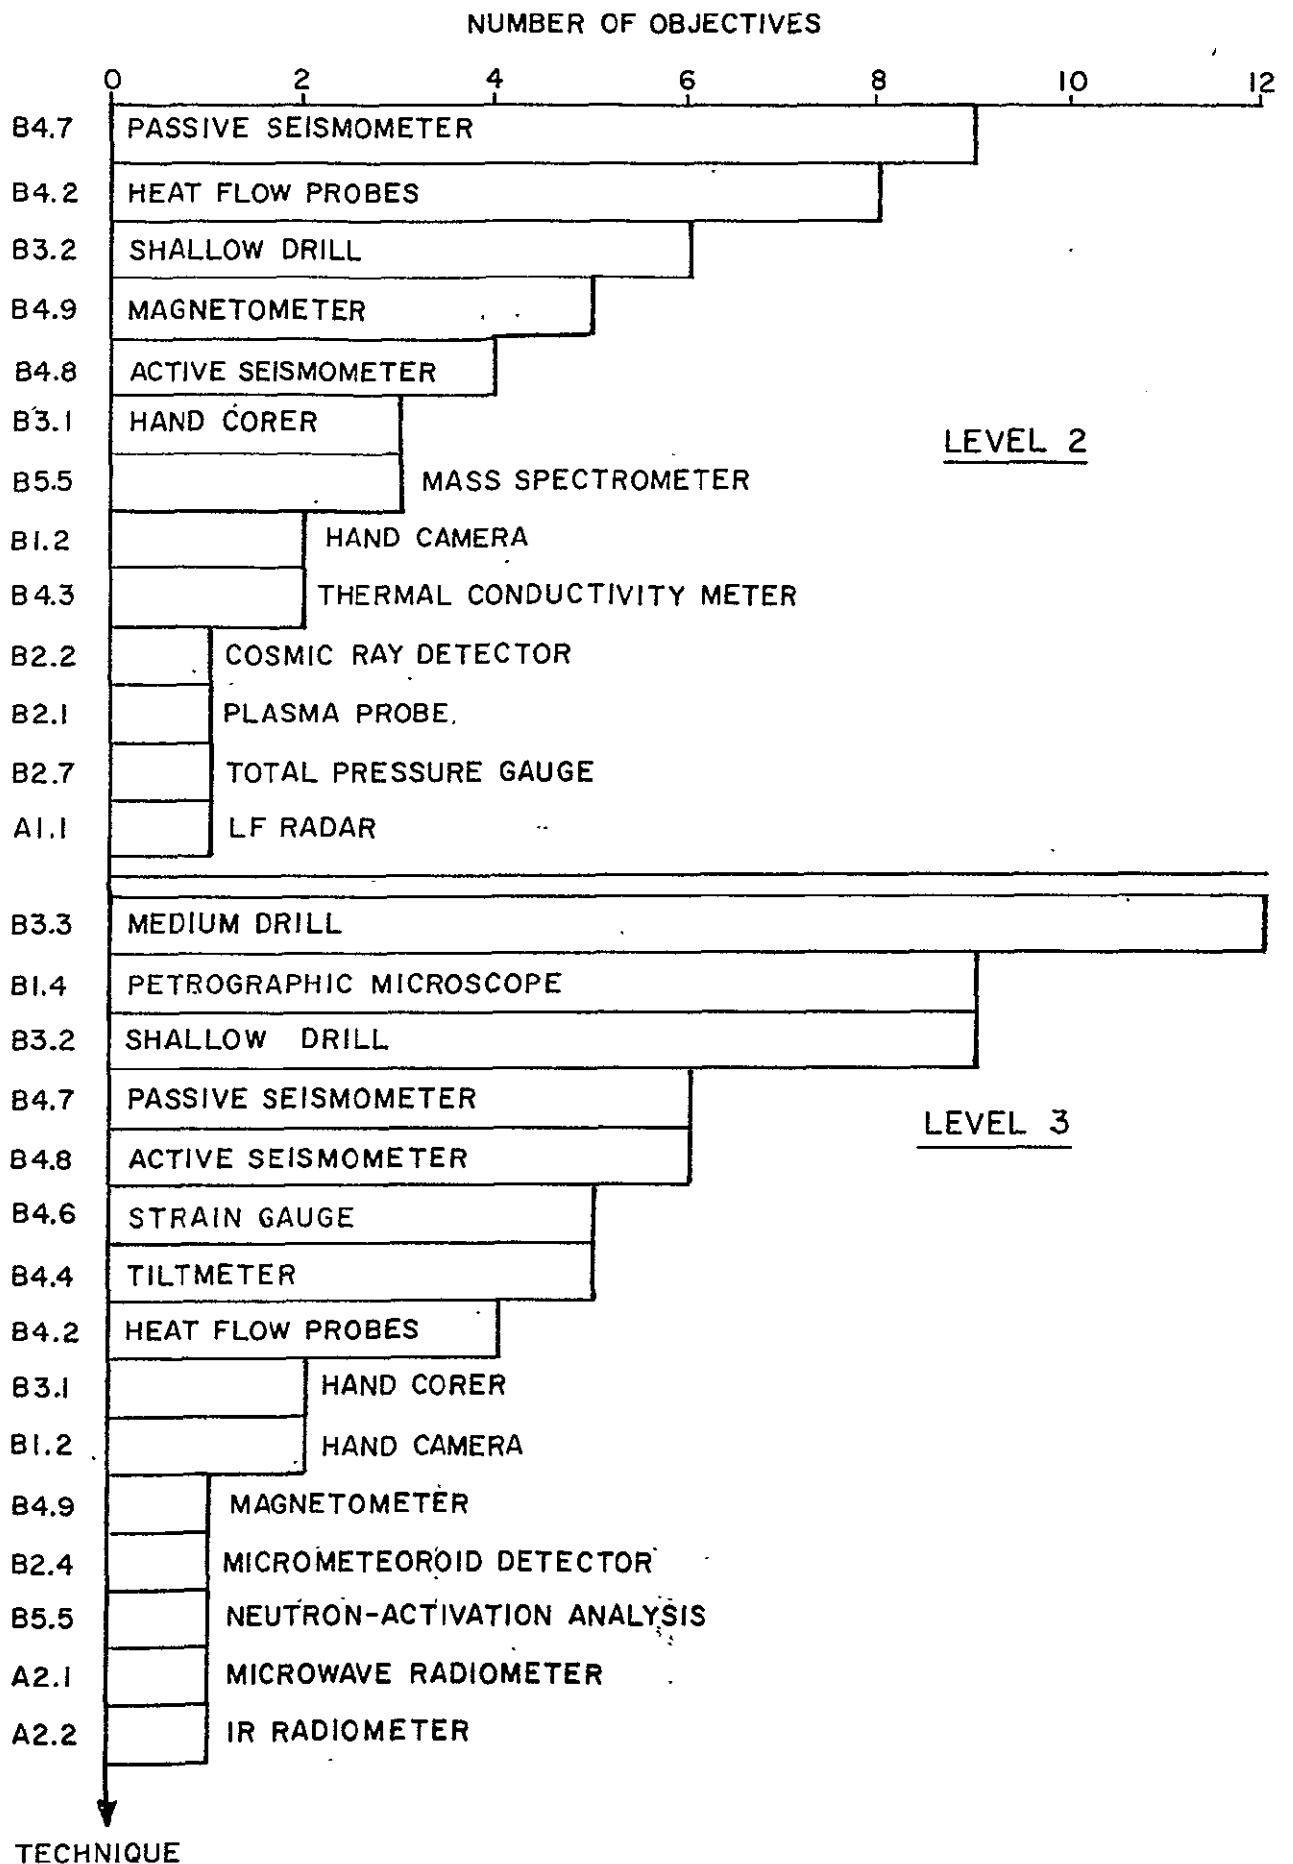 NUMBER OF OBJECTIVES
0 2 4 6 8 10 12
B4.7 PASSIVE SEISMOMETER
B4.2 HEAT FLOW PROBES
B3.2 SHALLOW DRILL
B4.9 MAGNETOMETER
B4.8 ACTIVE SEISMOMETER
B3.1 HAND CORER
LEVEL 2
B5.5 MASS SPECTROMETER
B1.2 HAND CAMERA
B4.3 THERMAL CONDUCTIVITY METER
B2.2 COSMIC RAY DETECTOR
B2.1 PLASMA PROBE.
B2.7 TOTAL PRESSURE GAUGE
A1.1 LF RADAR
B3.3 MEDIUM DRILL
B1.4 PETROGRAPHIC MICROSCOPE
B3.2 SHALLOW DRILL
B4.7 PASSIVE SEISMOMETER
LEVEL 3
B4.8 ACTIVE SEISMOMETER
B4.6 STRAIN GAUGE
B4.4 TILTMETER
B4.2 HEAT FLOW PROBES
B3.1 HAND CORER
B1.2 HAND CAMERA
B4.9 MAGNETOMETER
B2.4 MICROMETEOROID DETECTOR
B5.5 NEUTRON-ACTIVATION ANALYSIS
A2.1 MICROWAVE RADIOMETER
A2.2 IR RADIOMETER
TECHNIQUE